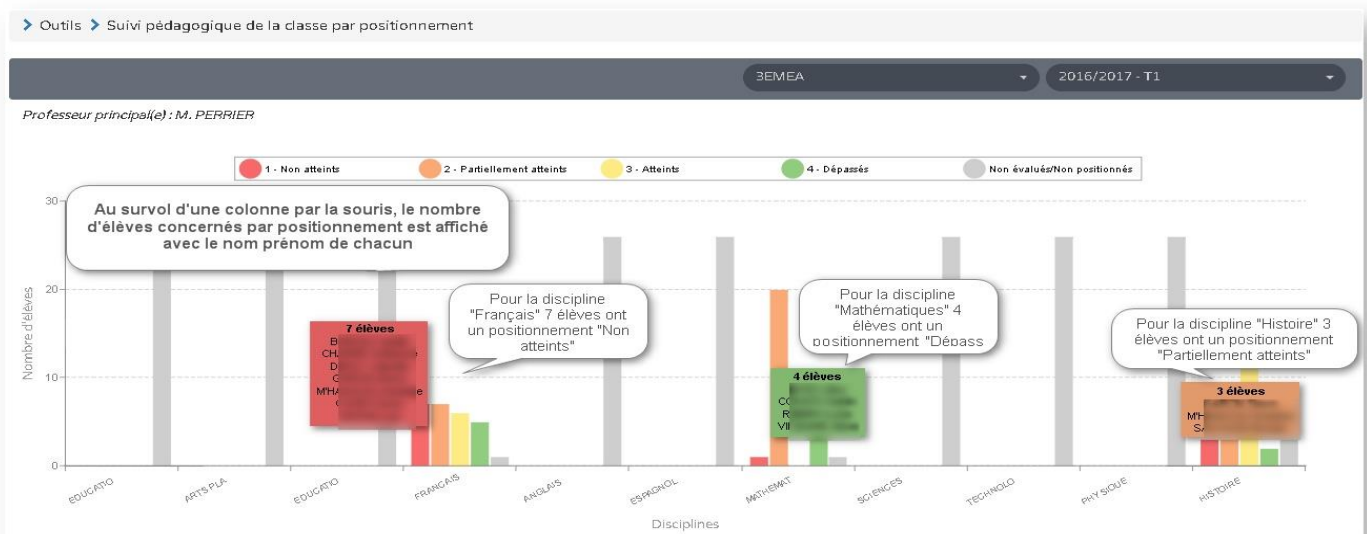 Outils Suivi pédagogique de la classe par positionnement
3EMEA
2016/2017 - T1
Professeur principal(e) : M. PERRIER
1 - Non atteints
2 - Partiellement atteints
3 - Atteints
4 - Dépassés
Non évalués/Non positionnés
Au survol d'une colonne par la souris, le nombre
d'élèves concernés par positionnement est affiché
avec le nom prénom de chacun
Pour la discipline
"Français" 7 élèves ont
un positionnement "Non
atteints"
Pour la discipline
"Mathématiques" 4
élèves ont un
positionnement "Dépass
Pour la discipline "Histoire" 3
élèves ont un positionnement
"Partiellement atteints"
7 élèves
4 élèves
3 élèves
Nombre d'élèves
30
20
10
0
EDUCATIO
ARTS PLA
EDUCATIO
FRANCAIS
ANGLAIS
ESPAGNOL
MATHEMAT
SCIENCES
TECHNOLO
PHYSIQUE
HISTOIRE
Disciplines